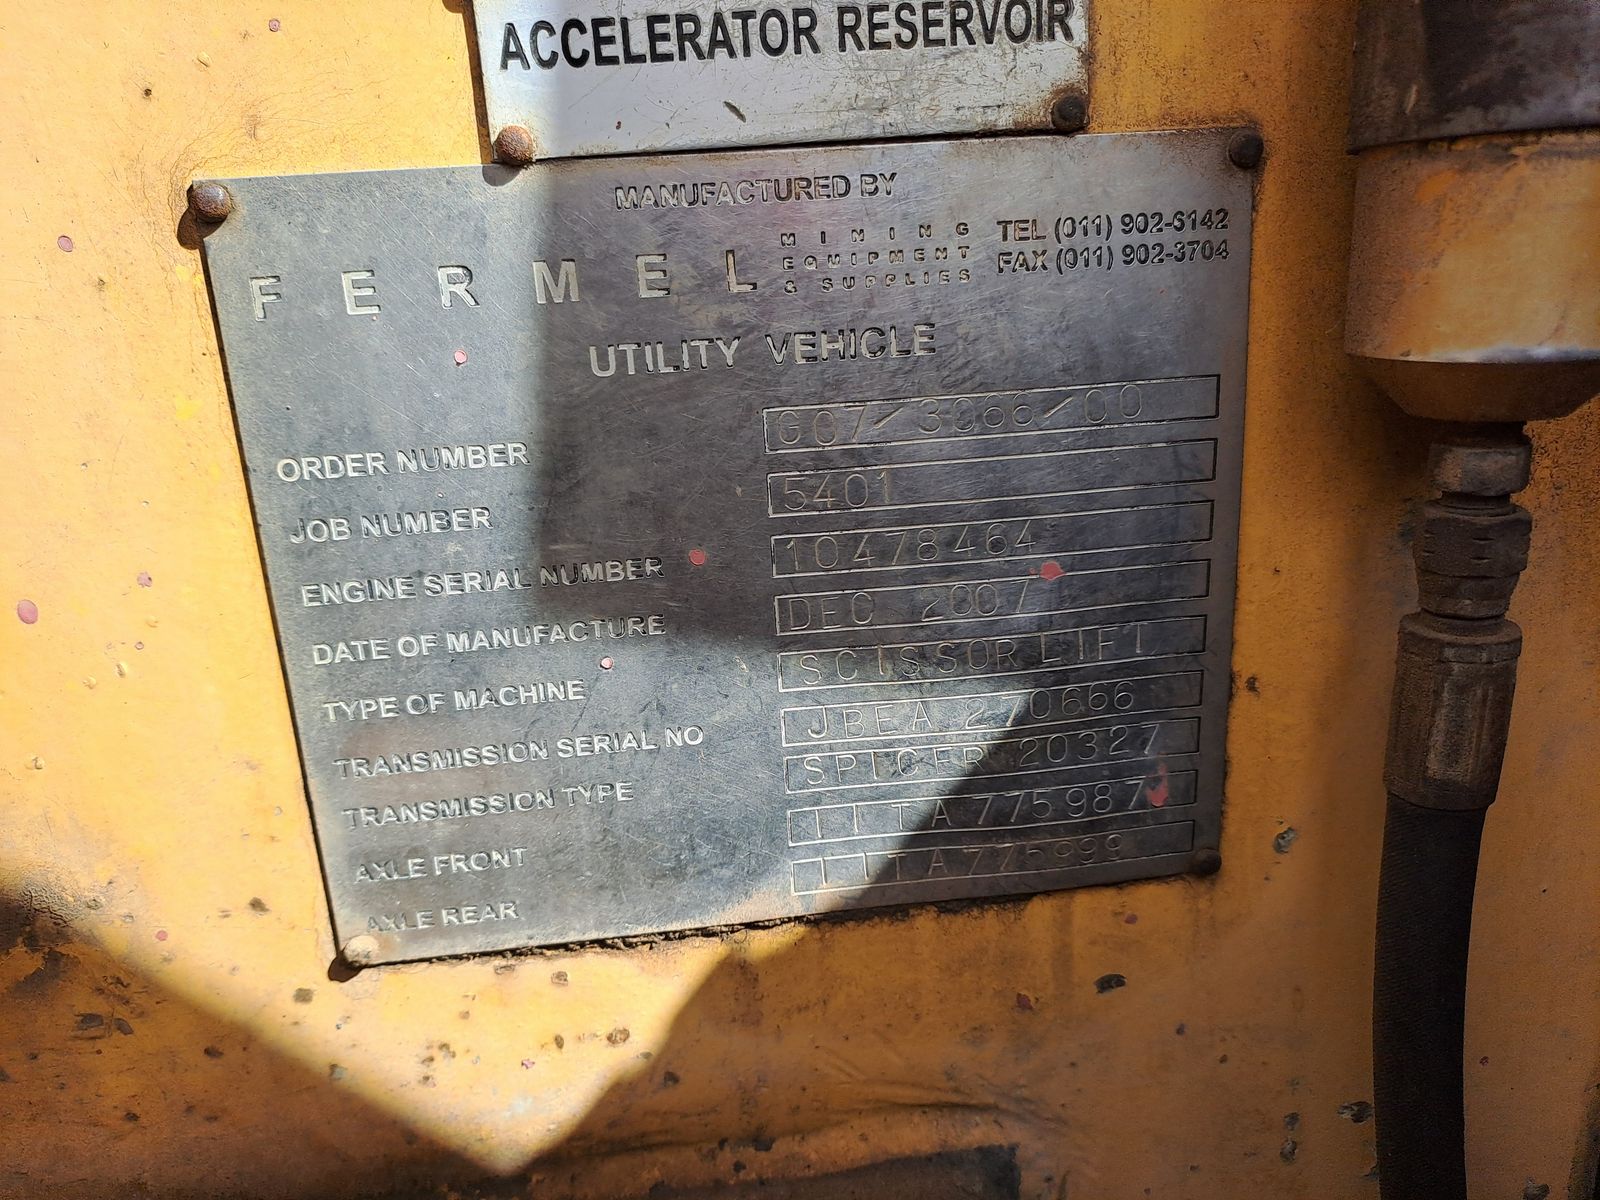 ACCELERATOR RESERVOIR
MANUFACTURED BY
FERMEL MINING EQUIPMENT & SUPPLIES
TEL (011) 902-6142
FAX (011) 902-3704
UTILITY VEHICLE
ORDER NUMBER G07/3066/00
JOB NUMBER 5401
ENGINE SERIAL NUMBER 10478464
DATE OF MANUFACTURE DEC 2007
TYPE OF MACHINE SCISSOR LIFT
TRANSMISSION SERIAL NO JBEA 270666
TRANSMISSION TYPE SPICER 20327
AXLE FRONT IITA775987
AXLE REAR IITA775999